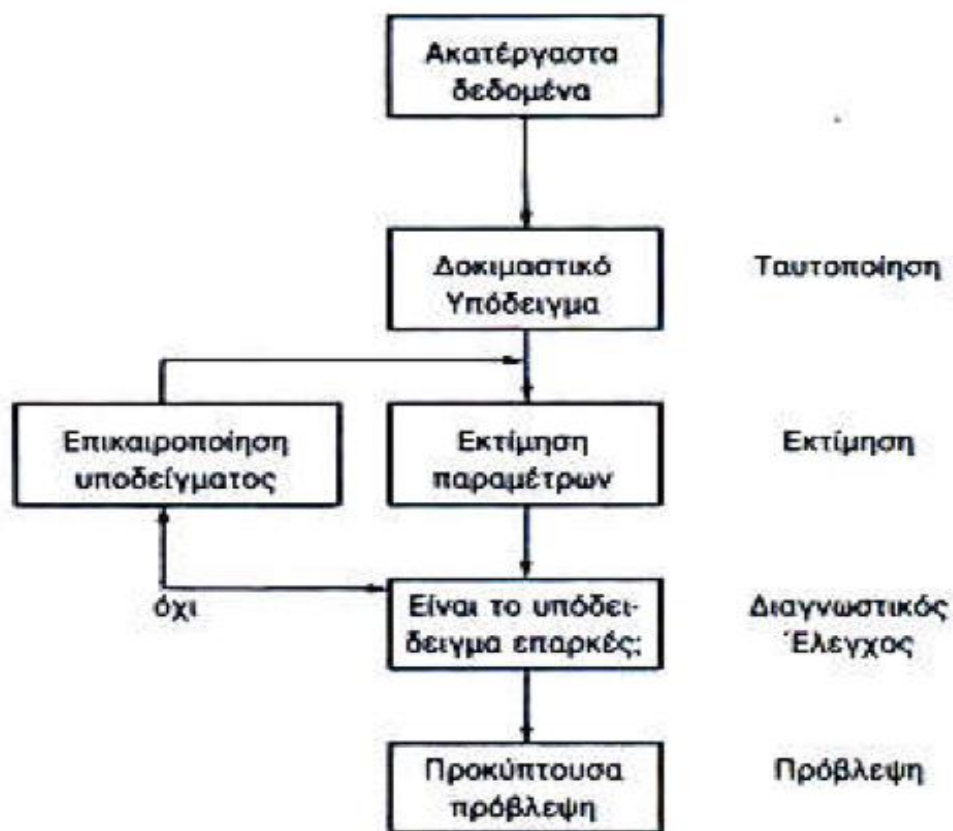 Ακατέργαστα
δεδομένα
Δοκιμαστικό
Υπόδειγμα
Ταυτοποίηση
Επικαιροποίηση
υποδείγματος
Εκτίμηση
παραμέτρων
Εκτίμηση
όχι
Είναι το υπόδει-
δειγμα επαρκές;
Διαγνωστικός
Έλεγχος
Προκύπτουσα
πρόβλεψη
Πρόβλεψη